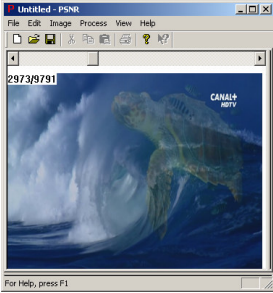 Untitled - PSNR
File Edit Image Process View Help
2973/9791
CANAL+
HDTV
For Help, press F1